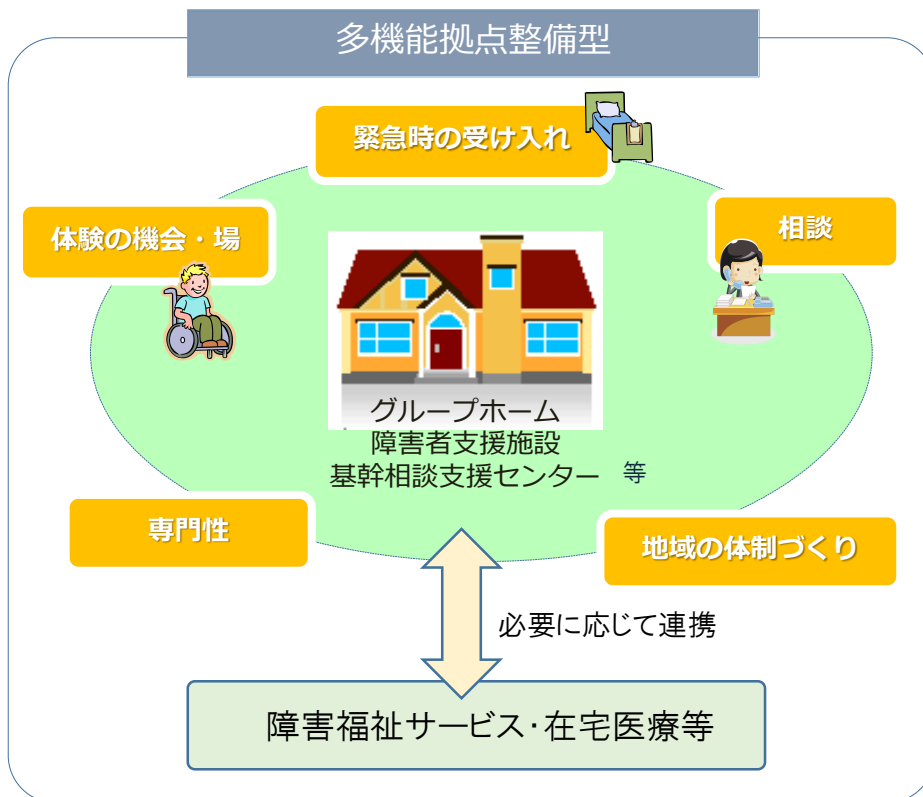 多機能拠点整備型
緊急時の受け入れ
体験の機会・場
相談
グループホーム
障害者支援施設
基幹相談支援センター 等
専門性
地域の体制づくり
必要に応じて連携
障害福祉サービス・在宅医療等